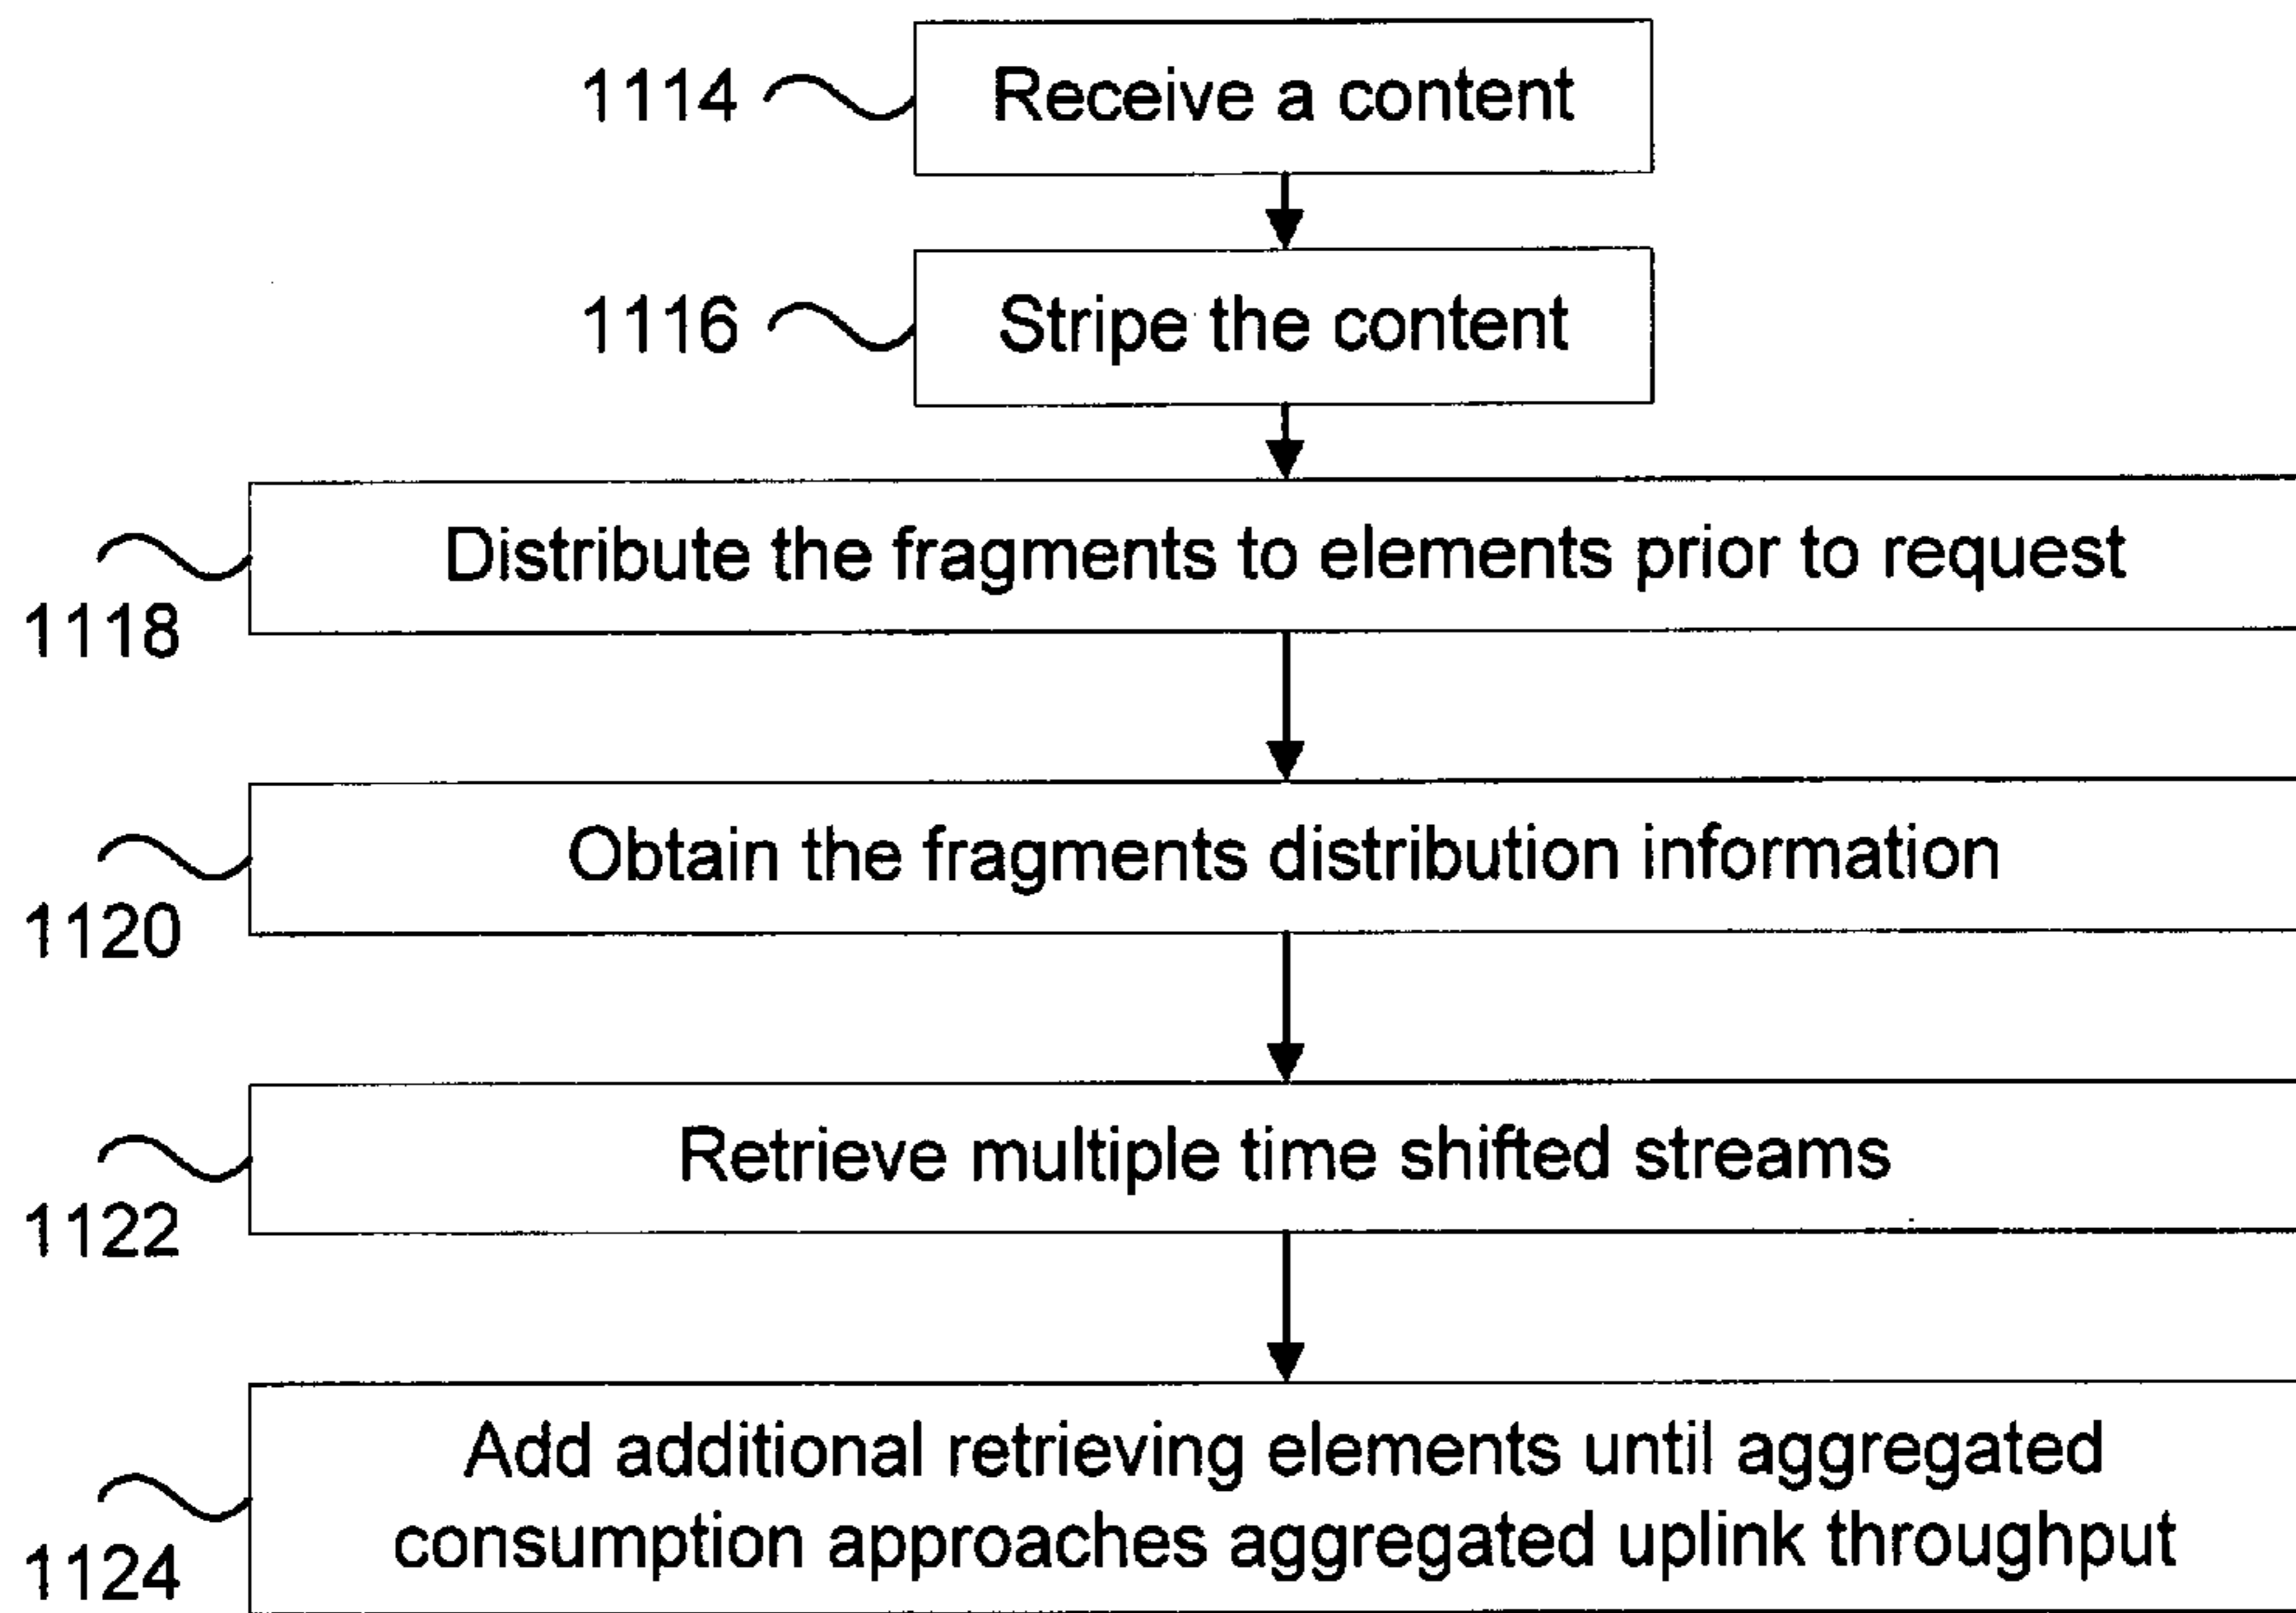 1114 Receive a content
1116 Stripe the content
Distribute the fragments to elements prior to request
1118
Obtain the fragments distribution information
1120
Retrieve multiple time shifted streams
1122
Add additional retrieving elements until aggregated
consumption approaches aggregated uplink throughput
1124